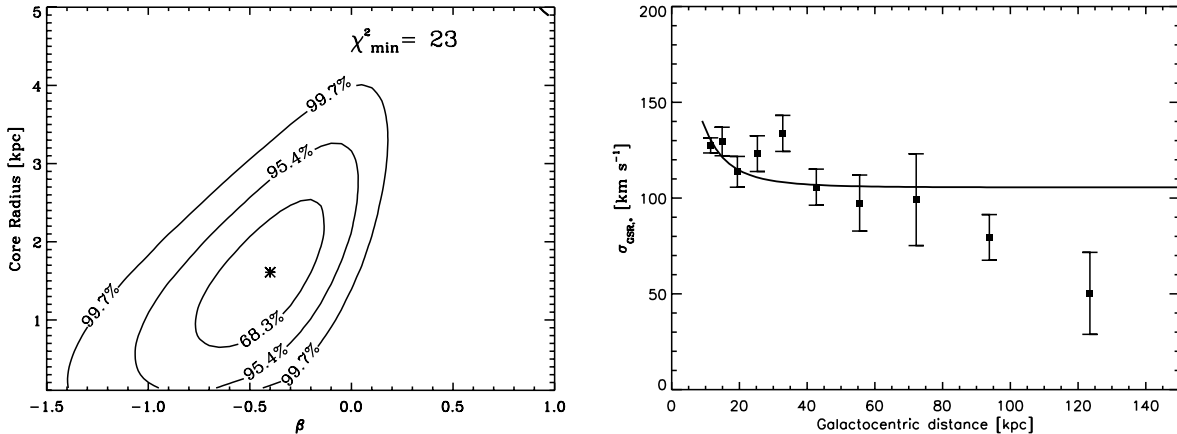 χ²min= 23
99.7%
95.4%
99.7%
68.3%
95.4%
99.7%
5
4
3
2
1
Core Radius [kpc]
−1.5 −1.0 −0.5 0.0 0.5 1.0
β
200
150
100
50
0
σGSR,* [km s−1]
0 20 40 60 80 100 120 140
Galactocentric distance [kpc]